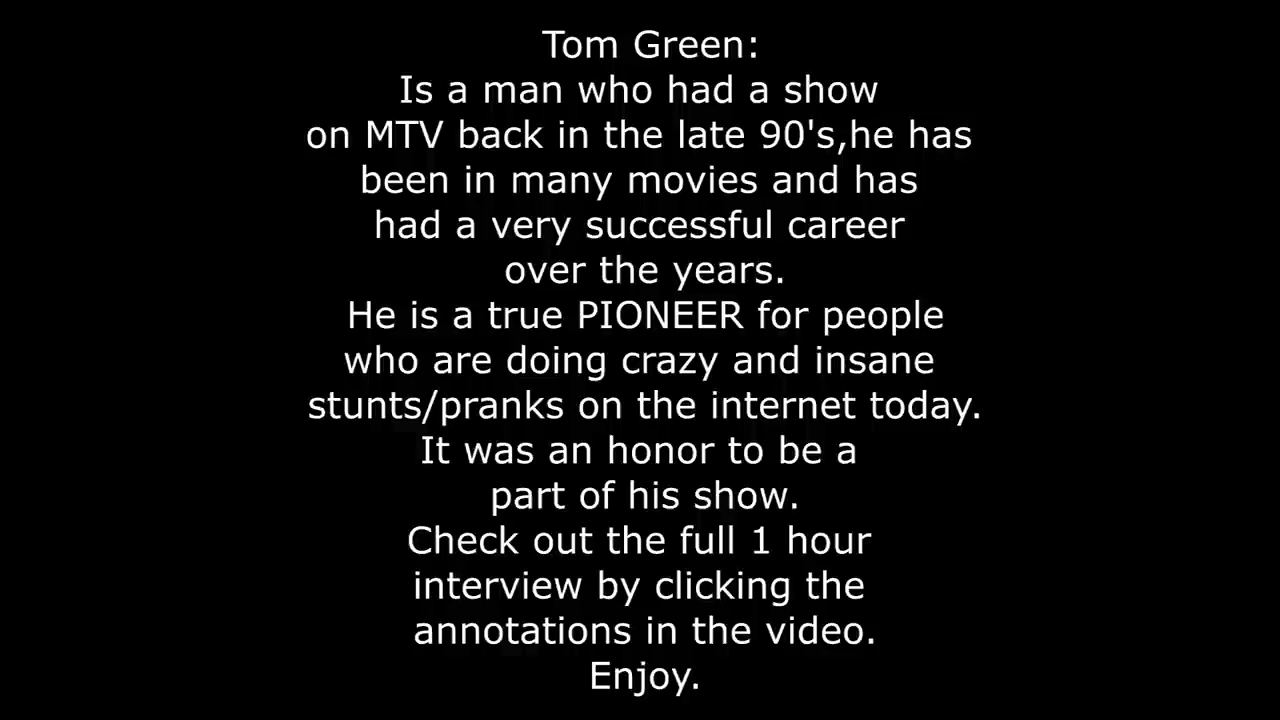 Tom Green:
Is a man who had a show
on MTV back in the late 90's,he has
been in many movies and has
had a very successful career
over the years.
He is a true PIONEER for people
who are doing crazy and insane
stunts/pranks on the internet today.
It was an honor to be a
part of his show.
Check out the full 1 hour
interview by clicking the
annotations in the video.
Enjoy.